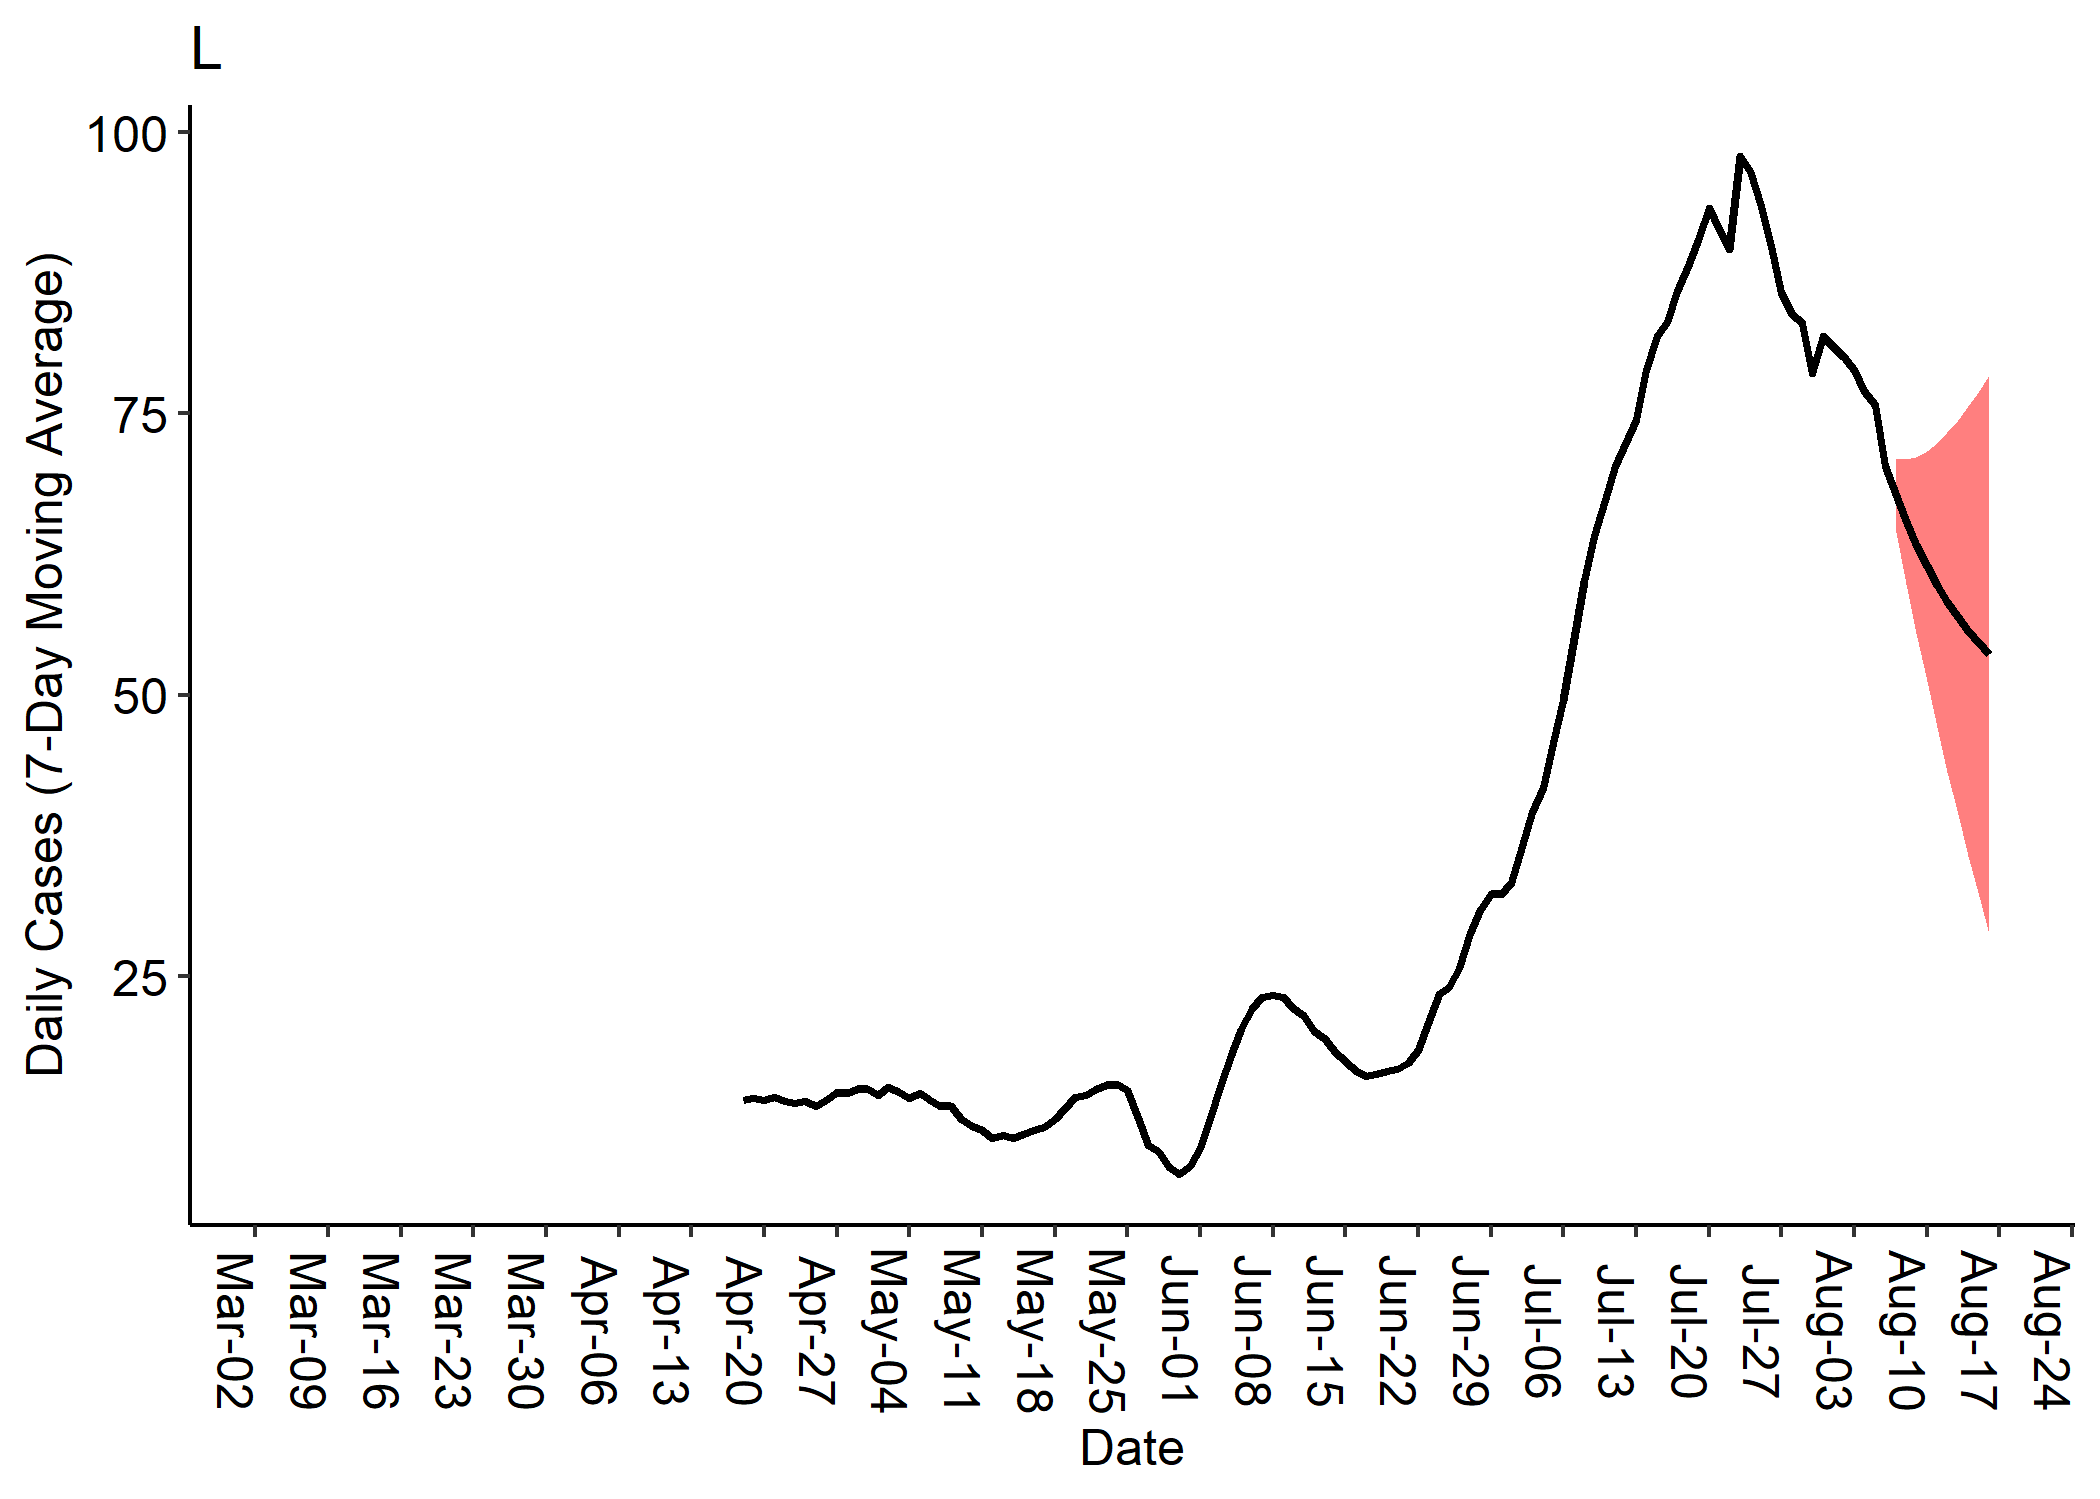 L
Daily Cases (7-Day Moving Average)
100
75
50
25
Mar-02
Mar-09
Mar-16
Mar-23
Mar-30
Apr-06
Apr-13
Apr-20
Apr-27
May-04
May-11
May-18
May-25
Jun-01
Jun-08
Jun-15
Jun-22
Jun-29
Jul-06
Jul-13
Jul-20
Jul-27
Aug-03
Aug-10
Aug-17
Aug-24
Date